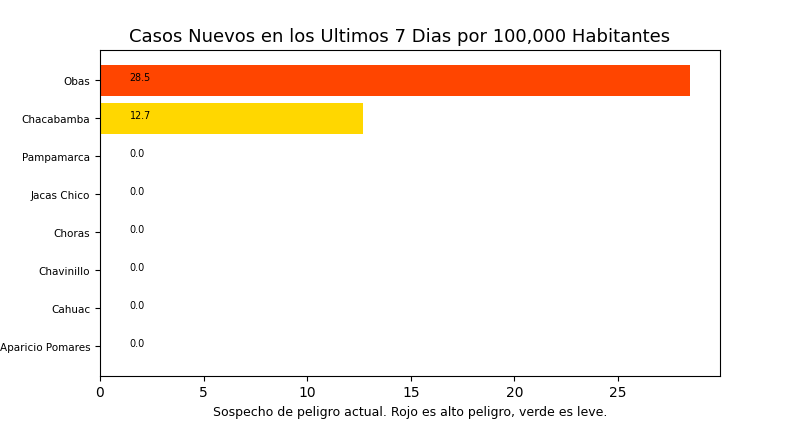 Casos Nuevos en los Ultimos 7 Dias por 100,000 Habitantes
Obas 28.5
Chacabamba 12.7
Pampamarca 0.0
Jacas Chico 0.0
Choras 0.0
Chavinillo 0.0
Cahuac 0.0
Aparicio Pomares 0.0
0 5 10 15 20 25
Sospecho de peligro actual. Rojo es alto peligro, verde es leve.